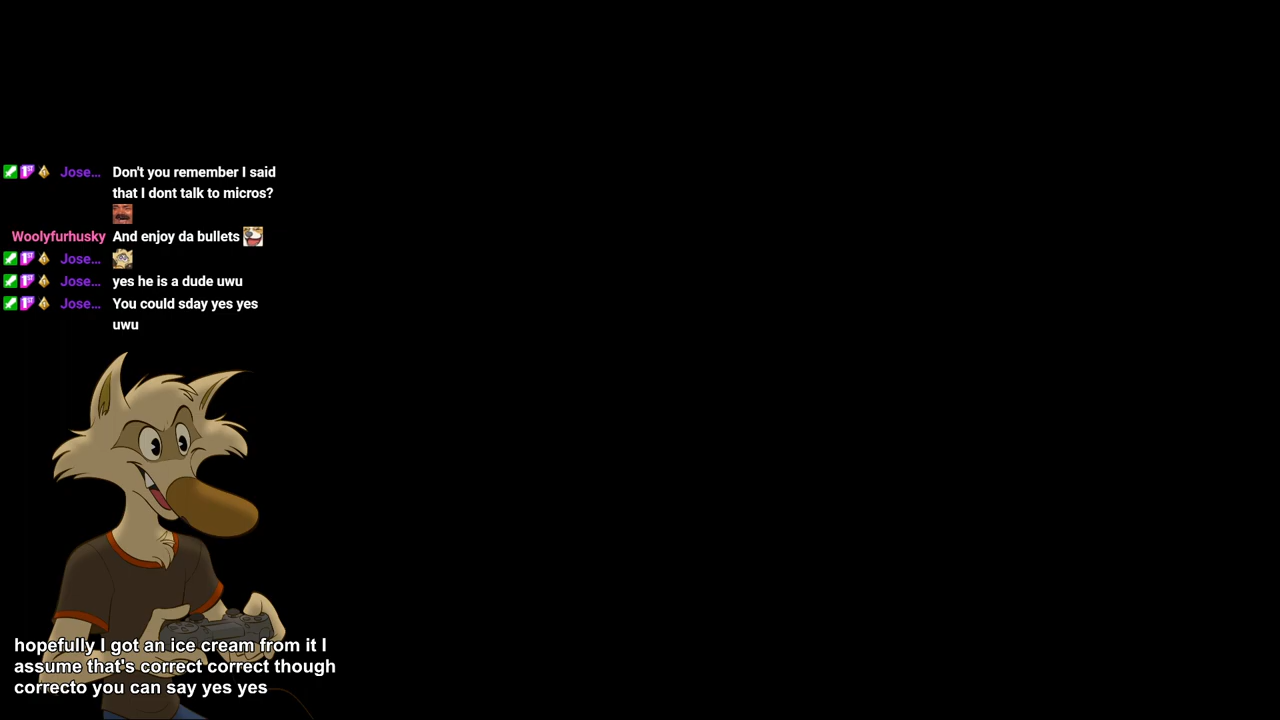 Jose... Don't you remember I said
that I dont talk to micros?
Woolyfurhusky And enjoy da bullets
Jose...
Jose... yes he is a dude uwu
Jose... You could sday yes yes
uwu
hopefully I got an ice cream from it I
assume that's correct correct though
correcto you can say yes yes